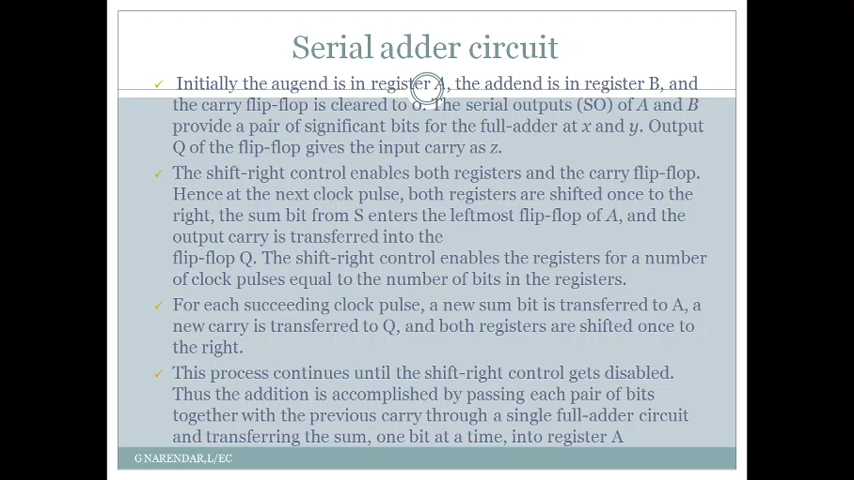 Serial adder circuit
✓ Initially the augend is in register A, the addend is in register B, and
the carry flip-flop is cleared to 0. The serial outputs (SO) of A and B
provide a pair of significant bits for the full-adder at x and y. Output
Q of the flip-flop gives the input carry as z.
✓ The shift-right control enables both registers and the carry flip-flop.
Hence at the next clock pulse, both registers are shifted once to the
right, the sum bit from S enters the leftmost flip-flop of A, and the
output carry is transferred into the
flip-flop Q. The shift-right control enables the registers for a number
of clock pulses equal to the number of bits in the registers.
✓ For each succeeding clock pulse, a new sum bit is transferred to A, a
new carry is transferred to Q, and both registers are shifted once to
the right.
✓ This process continues until the shift-right control gets disabled.
Thus the addition is accomplished by passing each pair of bits
together with the previous carry through a single full-adder circuit
and transferring the sum, one bit at a time, into register A
G NARENDAR,L/EC